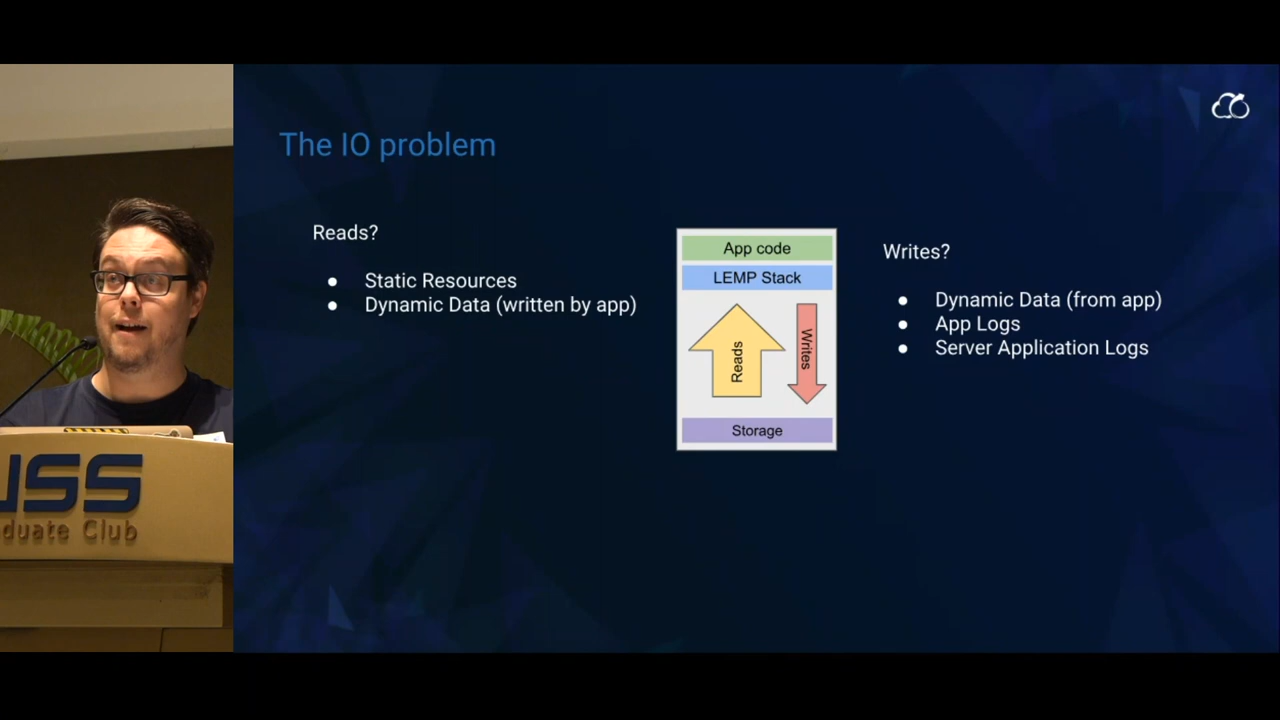 The IO problem
Reads?
● Static Resources
● Dynamic Data (written by app)
App code
LEMP Stack
Reads
Writes
Storage
Writes?
● Dynamic Data (from app)
● App Logs
● Server Application Logs
USS
duate Club